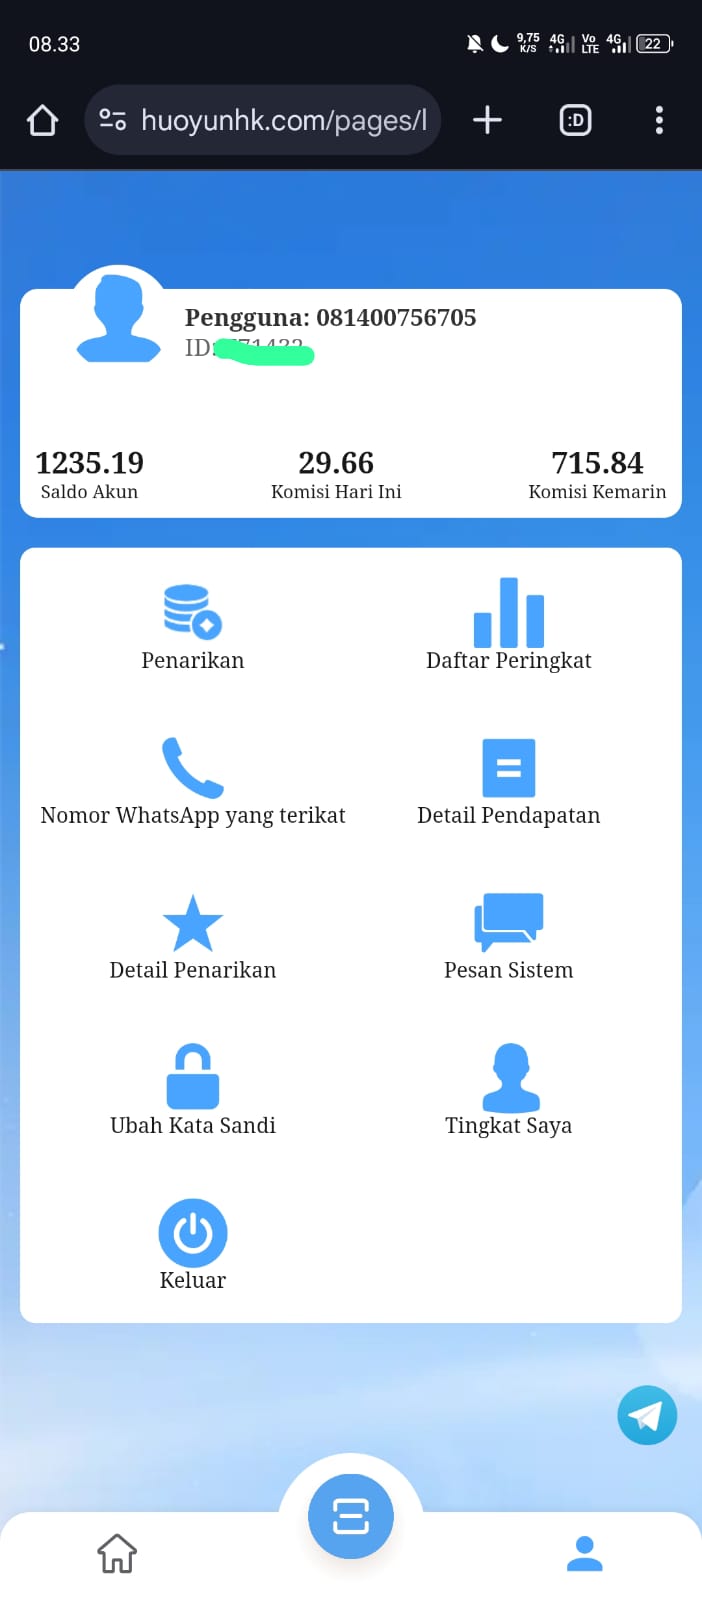 08.33
9,75 K/S 4G Vo LTE 4G 22
huoyunhk.com/pages/l
:D
Pengguna: 081400756705
ID:
1235.19 29.66 715.84
Saldo Akun Komisi Hari Ini Komisi Kemarin
Penarikan Daftar Peringkat
Nomor WhatsApp yang terikat Detail Pendapatan
Detail Penarikan Pesan Sistem
Ubah Kata Sandi Tingkat Saya
Keluar